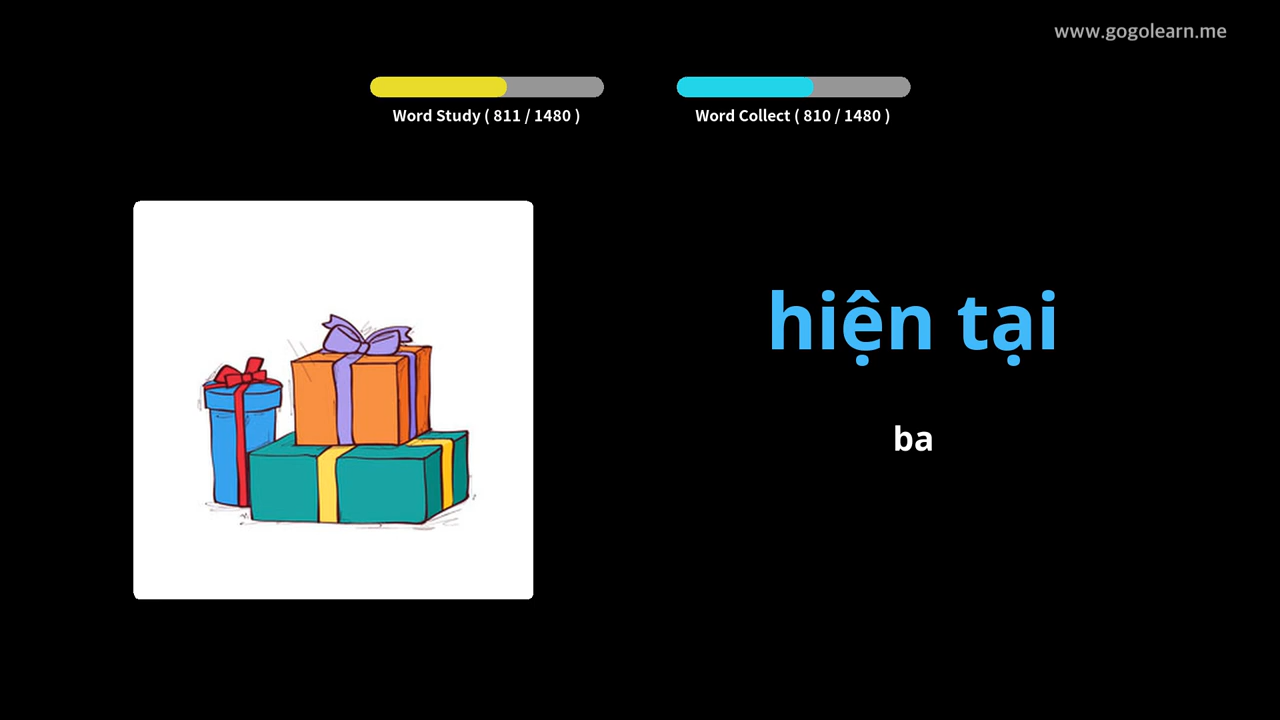 www.gogolearn.me
Word Study ( 811 / 1480 )
Word Collect ( 810 / 1480 )
hiện tại
ba